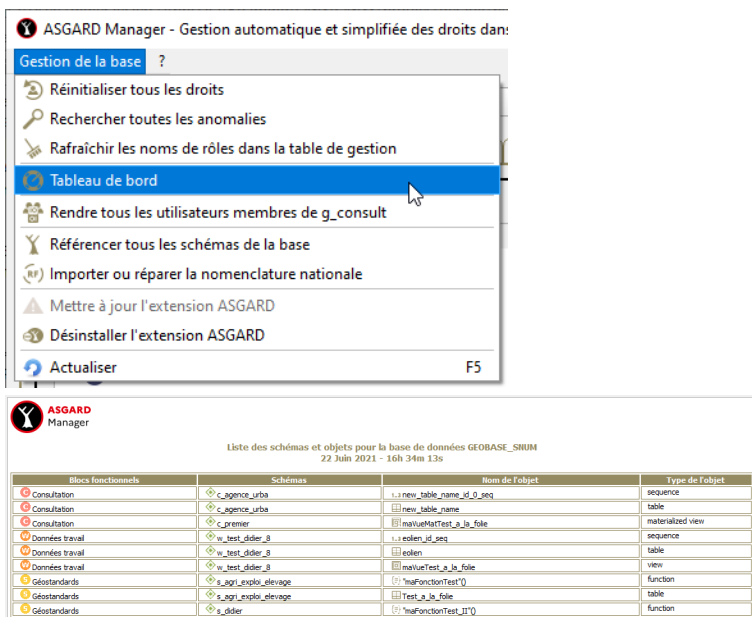 ASGARD Manager - Gestion automatique et simplifiée des droits dans
Gestion de la base ?
Réinitialiser tous les droits
Rechercher toutes les anomalies
Rafraîchir les noms de rôles dans la table de gestion
Tableau de bord
Rendre tous les utilisateurs membres de g_consult
Référencer tous les schémas de la base
Importer ou réparer la nomenclature nationale
Mettre à jour l'extension ASGARD
Désinstaller l'extension ASGARD
Actualiser F5
ASGARD
Manager
Liste des schémas et objets pour la base de données GEOBASE_SNUM
22 Juin 2021 - 16h 34m 13s
Blocs fonctionnels Schémas Nom de l'objet Type de l'objet
C Consultation c_agence_urba 1..3 new_table_name_id_0_seq sequence
C Consultation c_agence_urba new_table_name table
C Consultation c_premier maVueMatTest_a_la_folie materialized view
W Données travail w_test_didier_8 1..3 eolien_id_seq sequence
W Données travail w_test_didier_8 eolien table
W Données travail w_test_didier_8 maVueTest_a_la_folie view
S Géostandards s_agri_exploi_elevage "maFonctionTest"() function
S Géostandards s_agri_exploi_elevage Test_a_la_folie table
S Géostandards s_didier "maFonctionTest_II"() function